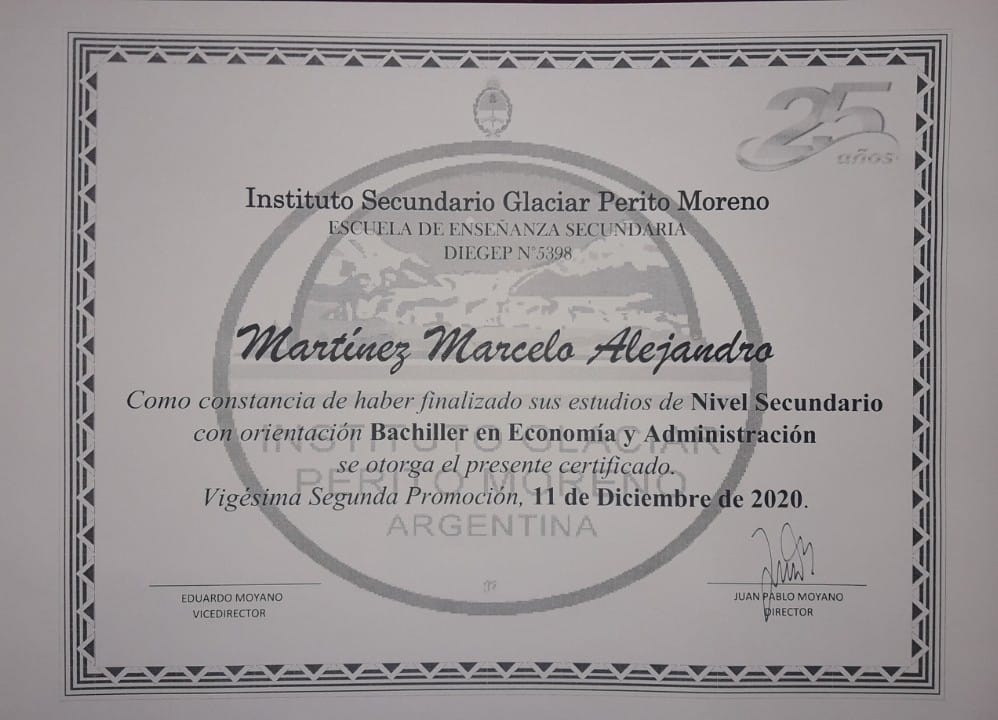 25
años
Instituto Secundario Glaciar Perito Moreno
ESCUELA DE ENSEÑANZA SECUNDARIA
DIEGEP N°5398
Martínez Marcelo Alejandro
Como constancia de haber finalizado sus estudios de Nivel Secundario
con orientación Bachiller en Economía y Administración
INSTITUTO GLACIAR
se otorga el presente certificado.
PERITO MORENO
Vigésima Segunda Promoción, 11 de Diciembre de 2020.
ARGENTINA
EDUARDO MOYANO
VICEDIRECTOR
JUAN PABLO MOYANO
DIRECTOR